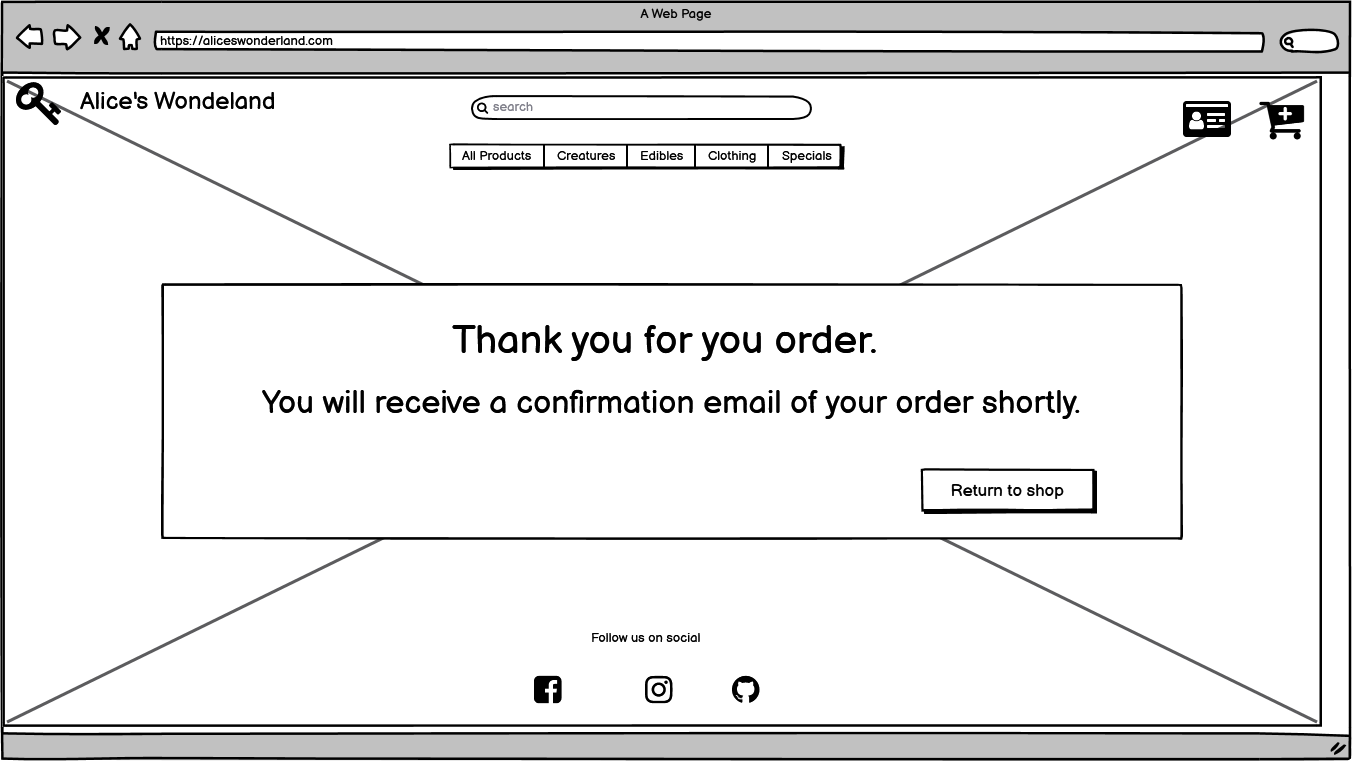 A Web Page
https://aliceswonderland.com
Alice's Wondeland
search
All Products Creatures Edibles Clothing Specials
Thank you for you order.
You will receive a confirmation email of your order shortly.
Return to shop
Follow us on social